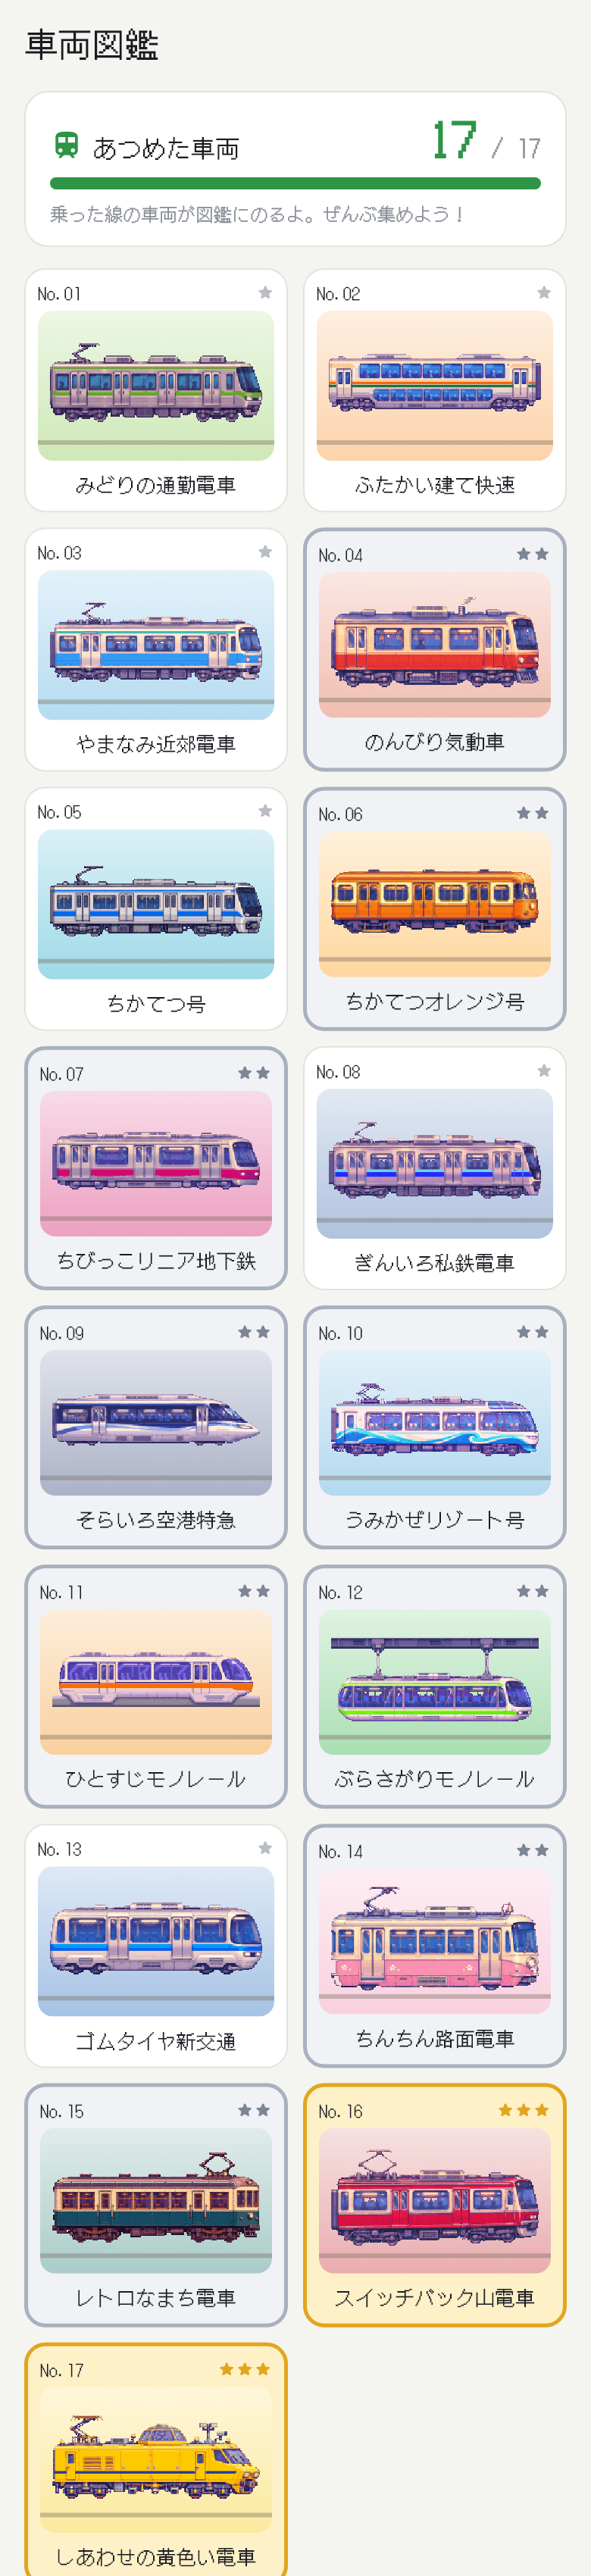 車両図鑑
あつめた車両 17 / 17
乗った線の車両が図鑑にのるよ。ぜんぶ集めよう！
No. 01
みどりの通勤電車
No. 02
ふたかい建て快速
No. 03
やまなみ近郊電車
No. 04
のんびり気動車
No. 05
ちかてつ号
No. 06
ちかてつオレンジ号
No. 07
ちびっこリニア地下鉄
No. 08
ぎんいろ私鉄電車
No. 09
そらいろ空港特急
No. 10
うみかぜリゾート号
No. 11
ひとすじモノレール
No. 12
ぶらさがりモノレール
No. 13
ゴムタイヤ新交通
No. 14
ちんちん路面電車
No. 15
レトロなまち電車
No. 16
スイッチバック山電車
No. 17
しあわせの黄色い電車